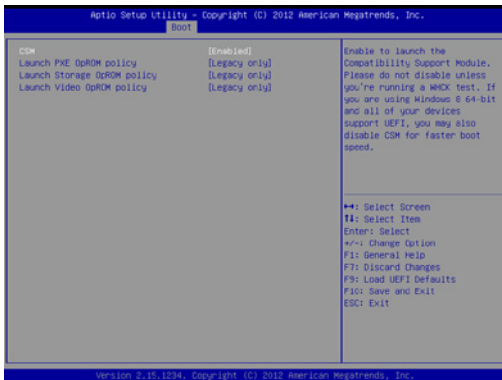 Aptio Setup Utility - Copyright (C) 2012 American Megatrends, Inc.
Boot
CSM [Enabled]
Launch PXE OpROM policy [Legacy only]
Launch Storage OpROM policy [Legacy only]
Launch Video OpROM policy [Legacy only]
Enable to launch the
Compatibility Support Module.
Please do not disable unless
you're running a WHCK test. If
you are using Windows 8 64-bit
and all of your devices
support UEFI, you may also
disable CSM for faster boot
speed.
→←: Select Screen
↑↓: Select Item
Enter: Select
+/-: Change Option
F1: General Help
F7: Discard Changes
F9: Load UEFI Defaults
F10: Save and Exit
ESC: Exit
Version 2.15.1234. Copyright (C) 2012 American Megatrends, Inc.